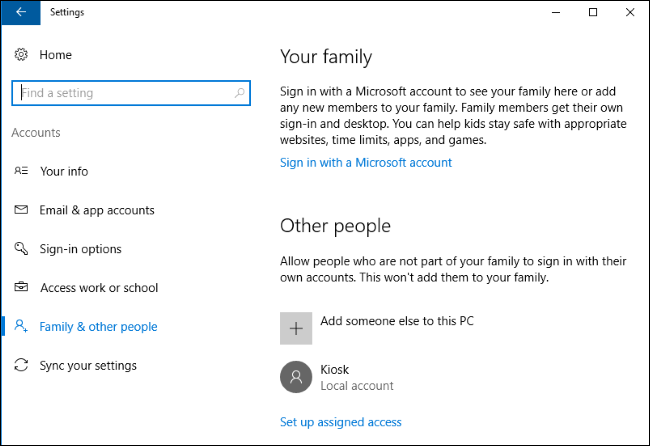 Settings
Home
Find a setting
Accounts
Your info
Email & app accounts
Sign-in options
Access work or school
Family & other people
Sync your settings
Your family
Sign in with a Microsoft account to see your family here or add
any new members to your family. Family members get their own
sign-in and desktop. You can help kids stay safe with appropriate
websites, time limits, apps, and games.
Sign in with a Microsoft account
Other people
Allow people who are not part of your family to sign in with their
own accounts. This won't add them to your family.
Add someone else to this PC
Kiosk
Local account
Set up assigned access